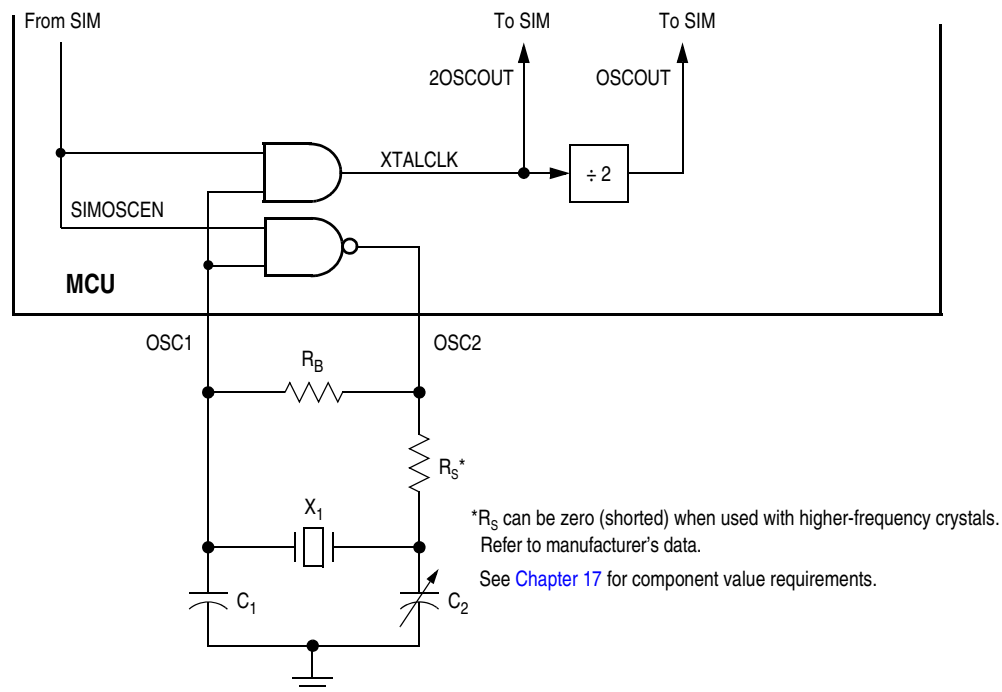 From SIM
To SIM
To SIM
2OSCOUT
OSCOUT
XTALCLK
÷ 2
SIMOSCEN
MCU
OSC1
OSC2
RB
RS*
X1
*RS can be zero (shorted) when used with higher-frequency crystals.
Refer to manufacturer's data.
See Chapter 17 for component value requirements.
C1
C2